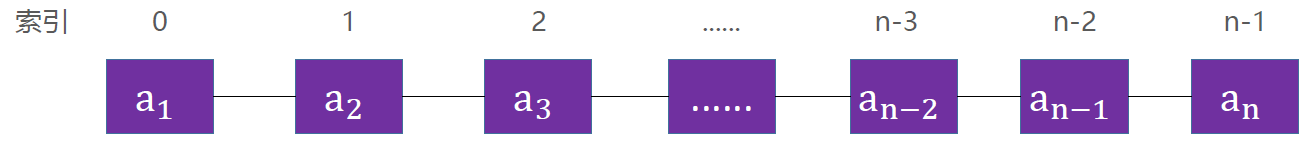 索引 0 1 2 ...... n-3 n-2 n-1
a₁ a₂ a₃ ...... aₙ₋₂ aₙ₋₁ aₙ